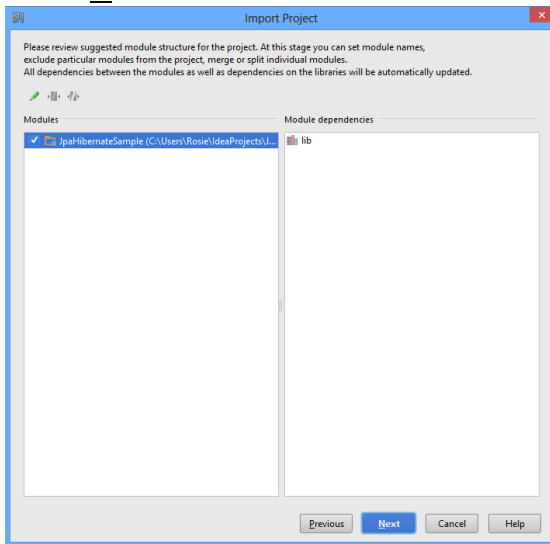 Import Project
Please review suggested module structure for the project. At this stage you can set module names,
exclude particular modules from the project, merge or split individual modules.
All dependencies between the modules as well as dependencies on the libraries will be automatically updated.
Modules
Module dependencies
JpaHibernateSample (C:\Users\Rosie\IdeaProjects\J...
lib
Previous
Next
Cancel
Help